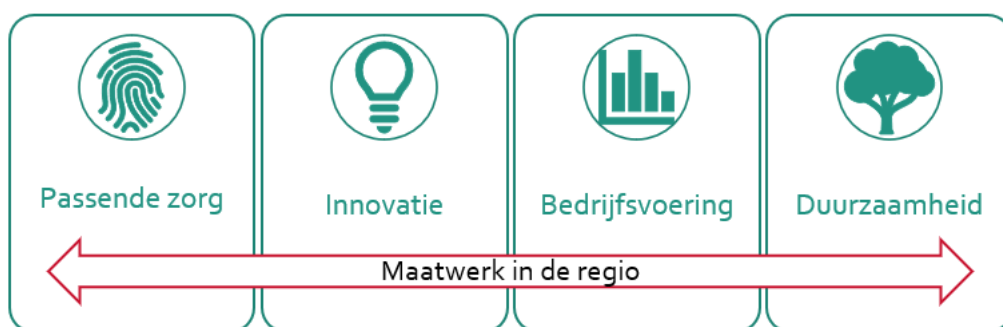 Passende zorg
Innovatie
Bedrijfsvoering
Duurzaamheid
Maatwerk in de regio